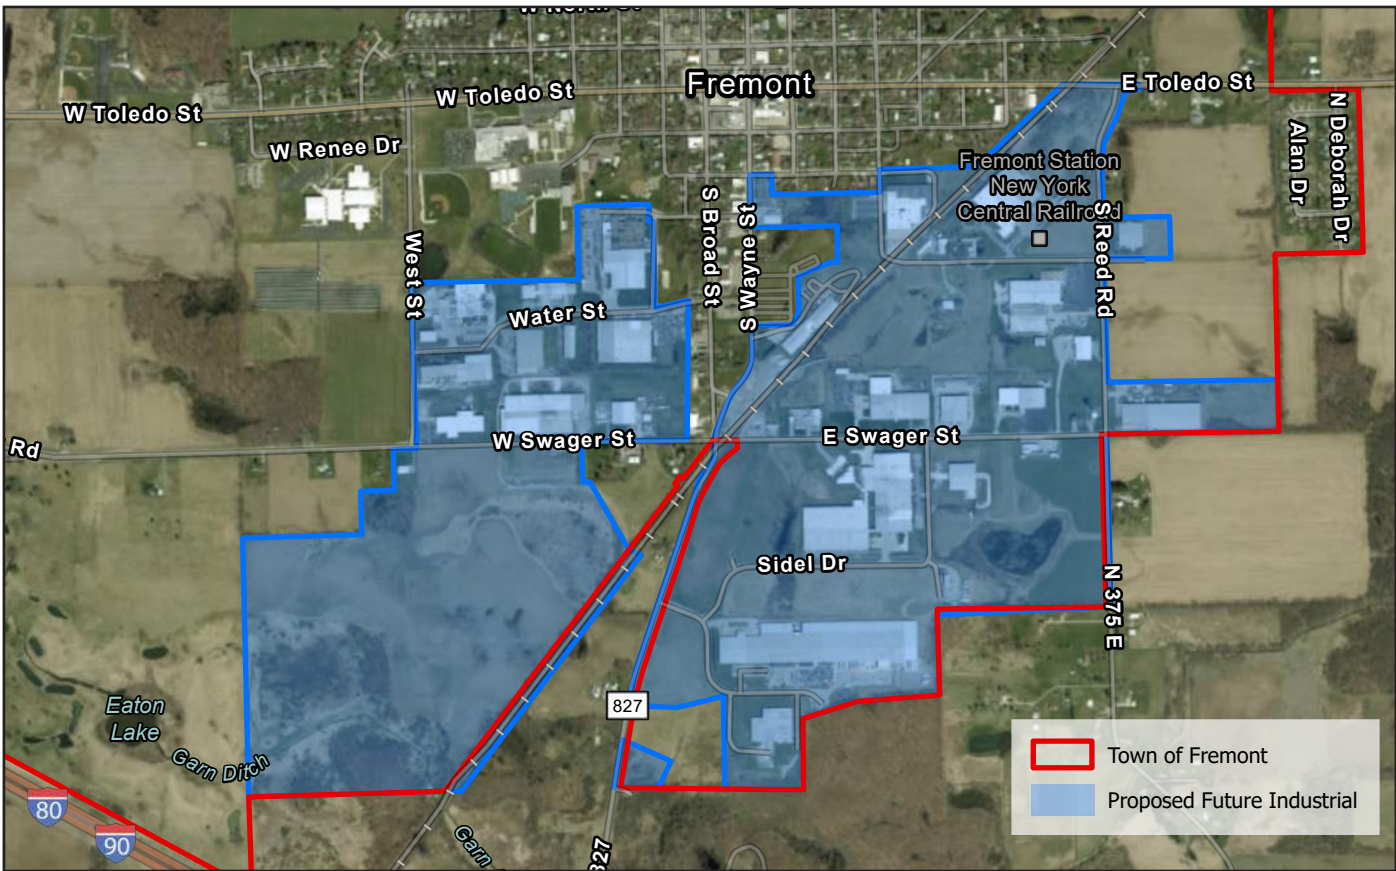 W North St
Fremont
E Toledo St
W Toledo St
W Toledo St
N Deborah Dr
Alan Dr
W Renee Dr
Fremont Station
New York
Central Railroad
S Broad St
S Wayne St
S Reed Rd
West St
Water St
Rd
W Swager St
E Swager St
Sidel Dr
N 375 E
Eaton
Lake
Garn Ditch
827
Town of Fremont
Proposed Future Industrial
80
90
Garn
827